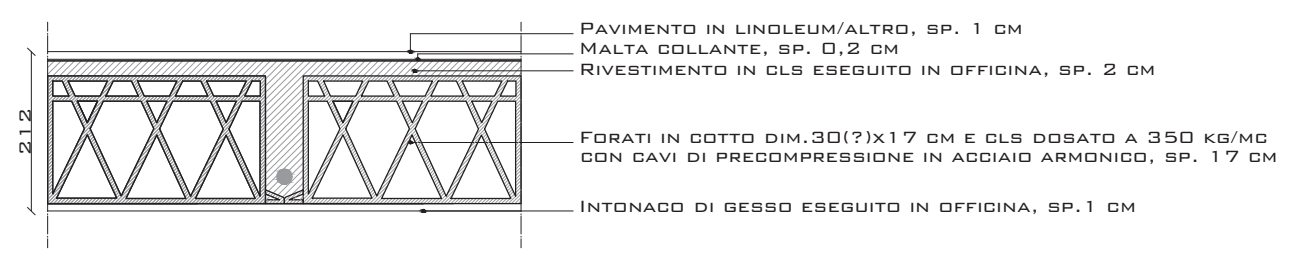 PAVIMENTO IN LINOLEUM/ALTRO, SP. 1 CM
MALTA COLLANTE, SP. 0,2 CM
RIVESTIMENTO IN CLS ESEGUITO IN OFFICINA, SP. 2 CM
212
FORATI IN COTTO DIM.30(?)X17 CM E CLS DOSATO A 350 KG/MC
CON CAVI DI PRECOMPRESSIONE IN ACCIAIO ARMONICO, SP. 17 CM
INTONACO DI GESSO ESEGUITO IN OFFICINA, SP.1 CM